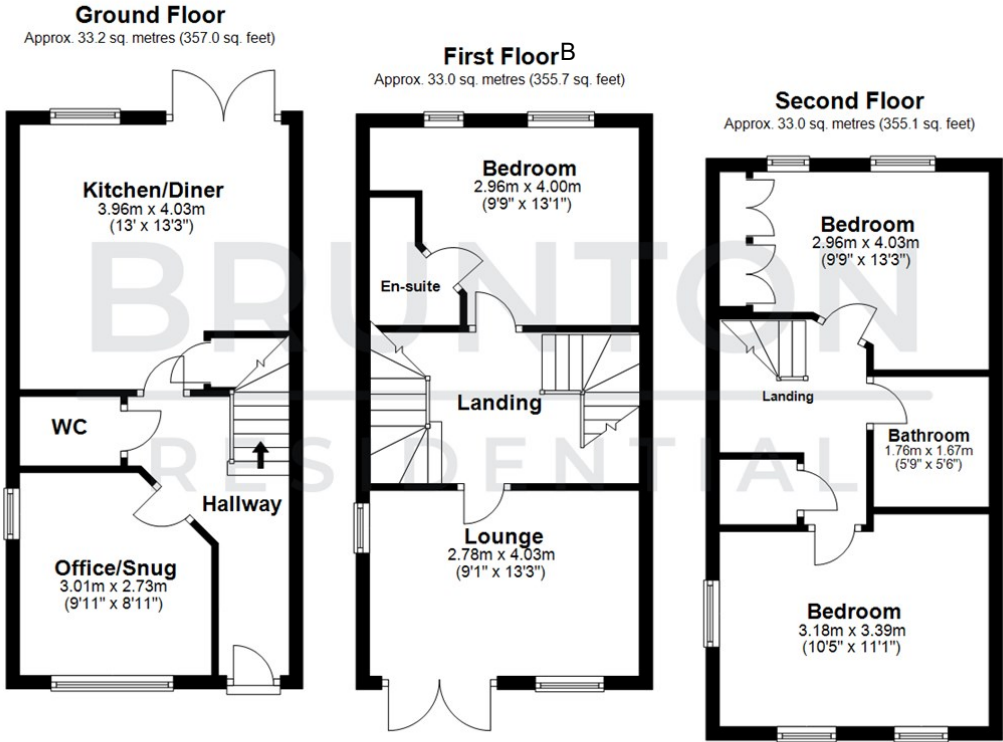 Ground Floor
Approx. 33.2 sq. metres (357.0 sq. feet)
Kitchen/Diner
3.96m x 4.03m
(13' x 13'3")
WC
Hallway
Office/Snug
3.01m x 2.73m
(9'11" x 8'11")
First Floor B
Approx. 33.0 sq. metres (355.7 sq. feet)
Bedroom
2.96m x 4.00m
(9'9" x 13'1")
En-suite
Landing
Lounge
2.78m x 4.03m
(9'1" x 13'3")
Second Floor
Approx. 33.0 sq. metres (355.1 sq. feet)
Bedroom
2.96m x 4.03m
(9'9" x 13'3")
Landing
Bathroom
1.76m x 1.67m
(5'9" x 5'6")
Bedroom
3.18m x 3.39m
(10'5" x 11'1")
BRUNTON
RESIDENTIAL